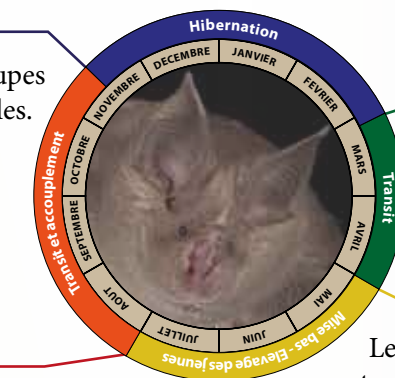 Hibernation
DECEMBRE
JANVIER
NOVEMBRE
FEVRIER
upes
les.
OCTOBRE
MARS
Transit et accouplement
Transit
SEPTEMBRE
AVRIL
AOUT
MAI
JUILLET
JUIN
Mise bas - Elevage des jeunes
Le